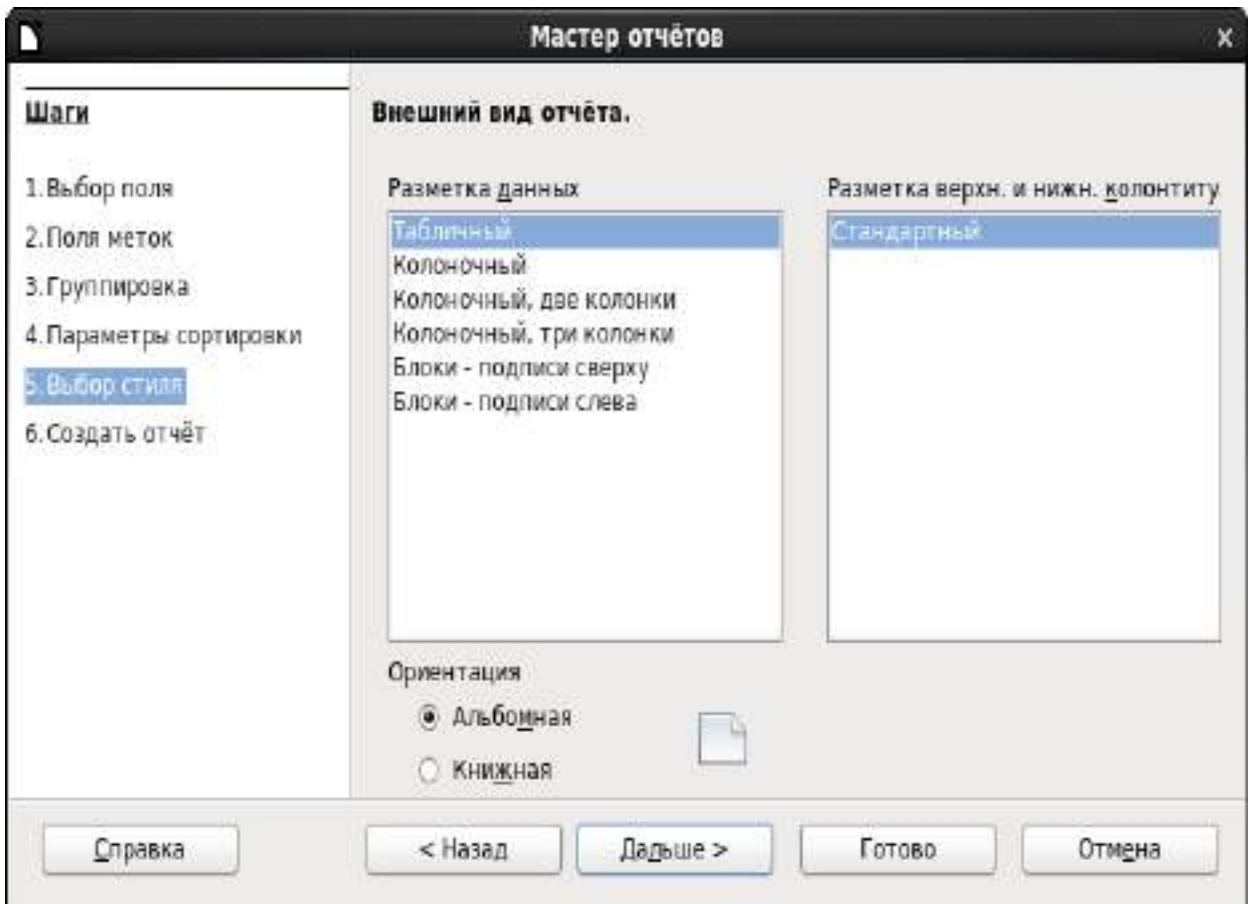 Мастер отчётов
Шаги
1.Выбор поля
2.Поля меток
3.Группировка
4.Параметры сортировки
5.Выбор стиля
6.Создать отчёт
Внешний вид отчёта.
Разметка данных
Табличный
Колоночный
Колоночный, две колонки
Колоночный, три колонки
Блоки - подписи сверху
Блоки - подписи слева
Разметка верхн. и нижн. колонтиту
Стандартный
Ориентация
Альбомная
Книжная
Справка
< Назад
Дальше >
Готово
Отмена